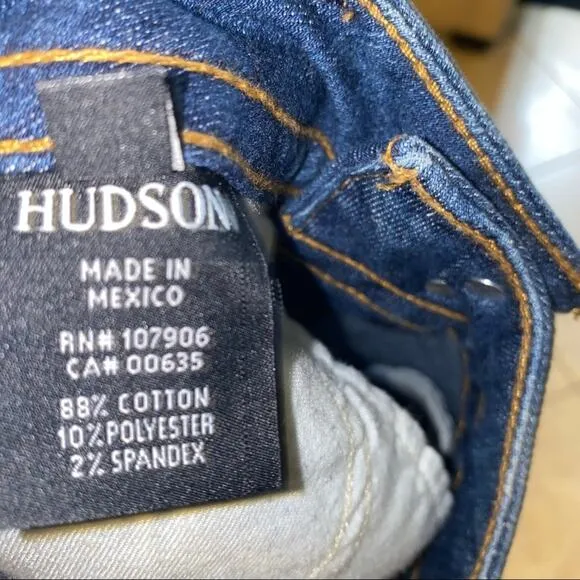 HUDSON
MADE IN
MEXICO
RN# 107906
CA# 00635
88% COTTON
10% POLYESTER
2% SPANDEX